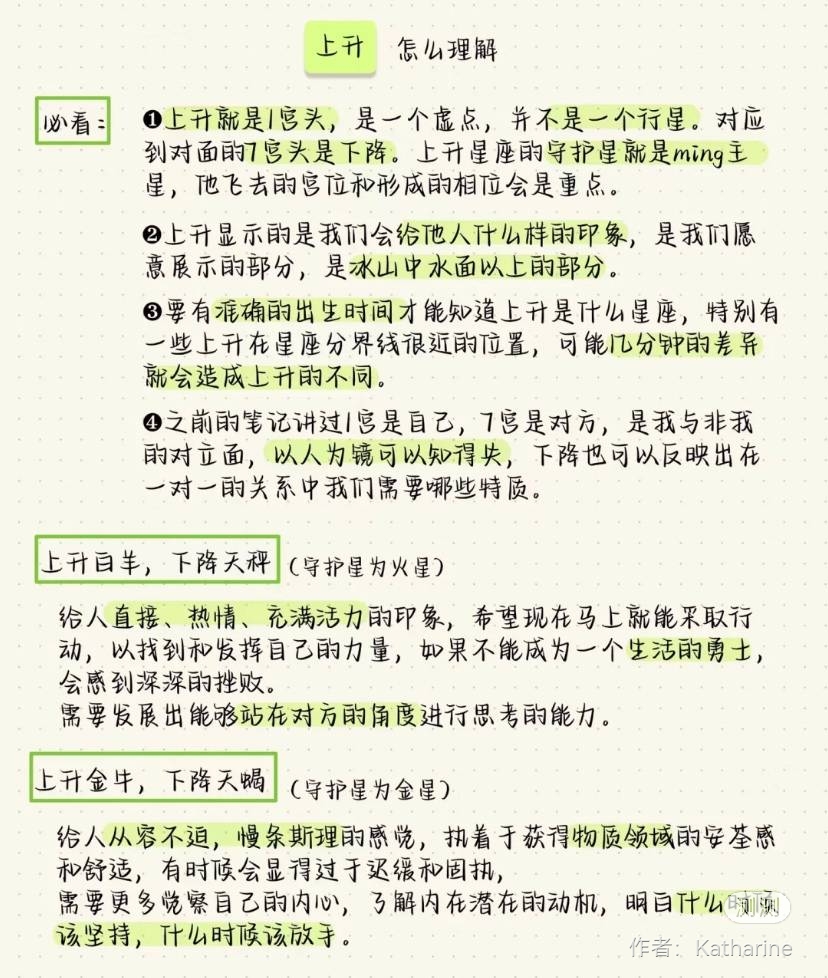 上升 怎么理解
必看：
❶上升就是1宫头，是一个虚点，并不是一个行星。对应
到对面的7宫头是下降。上升星座的守护星就是ming主
星，他飞去的宫位和形成的相位会是重点。
❷上升显示的是我们会给他人什么样的印象，是我们愿
意展示的部分，是冰山中水面以上的部分。
❸要有准确的出生时间才能知道上升是什么星座，特别有
一些上升在星座分界线很近的位置，可能几分钟的差异
就会造成上升的不同。
❹之前的笔记讲过1宫是自己，7宫是对方，是我与非我
的对立面，以人为镜可以知得失，下降也可以反映出在
一对一的关系中我们需要哪些特质。
上升白羊，下降天秤（守护星为火星）
给人直接、热情、充满活力的印象，希望现在马上就能采取行
动，以找到和发挥自己的力量，如果不能成为一个生活的勇士，
会感到深深的挫败。
需要发展出能够站在对方的角度进行思考的能力。
上升金牛，下降天蝎（守护星为金星）
给人从容不迫，慢条斯理的感觉，执着于获得物质领域的安荃感
和舒适，有时候会显得过于迟缓和固执，
需要更多觉察自己的内心，了解内在潜在的动机，明白什么时
该坚持，什么时候该放手。
测测
作者：Katharine